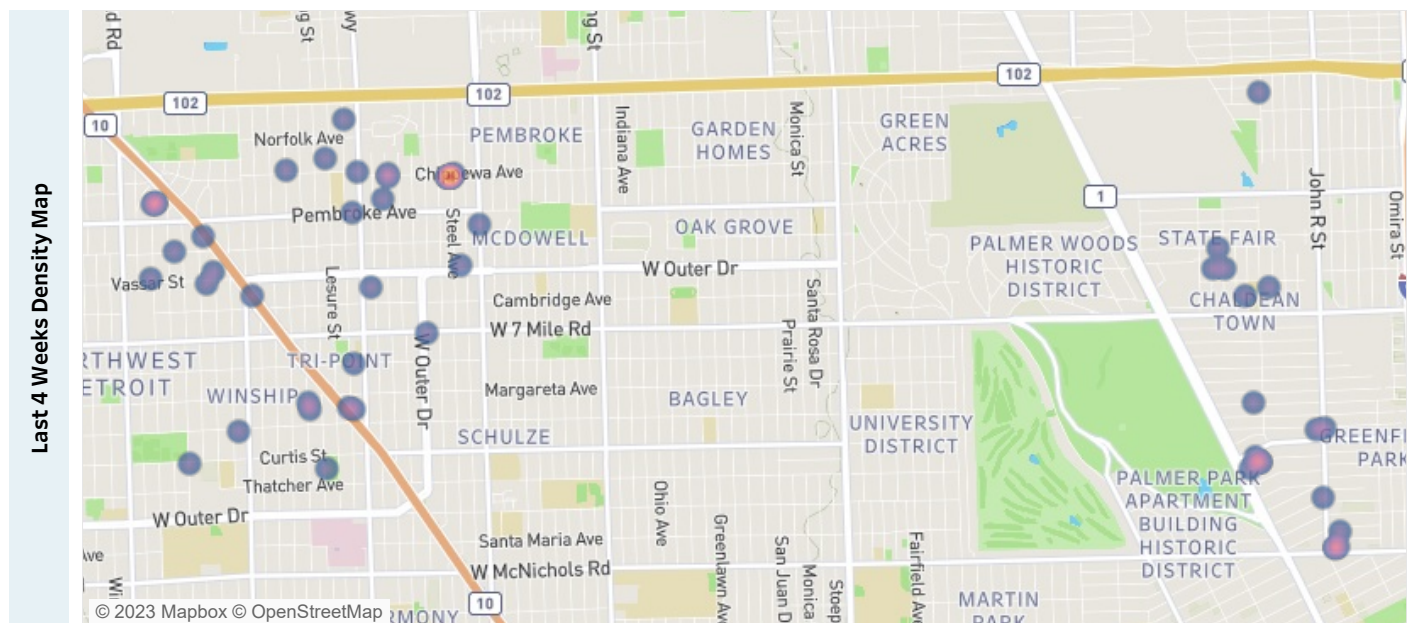 Last 4 Weeks Density Map
d Rd
g St
wy
ng St
102
102
102
10
Norfolk Ave
PEMBROKE
Indiana Ave
GARDEN
HOMES
Monica St
GREEN
ACRES
Pembroke Ave
Steel Ave
MCDOWELL
OAK GROVE
W Outer Dr
1
John R St
Omira St
PALMER WOODS
HISTORIC
DISTRICT
STATE FAIR
CHALDEAN
TOWN
Vassar St
Lesure St
Cambridge Ave
W 7 Mile Rd
Santa Rosa Dr
Prairie St
RTHWEST
ETROIT
TRI-POINT
W Outer Dr
WINSHIP
Margareta Ave
BAGLEY
SCHULZE
UNIVERSITY
DISTRICT
GREENFI
PARK
Curtis St
Thatcher Ave
W Outer Dr
Ohio Ave
Greenlawn Av
PALMER PARK
APARTMENT
BUILDING
HISTORIC
DISTRICT
Santa Maria Ave
W McNichols Rd
San Juan D
Monica
Stoep
Fairfield Ave
Ave
Wi
10
RMONY
MARTIN
PARK
© 2023 Mapbox © OpenStreetMap